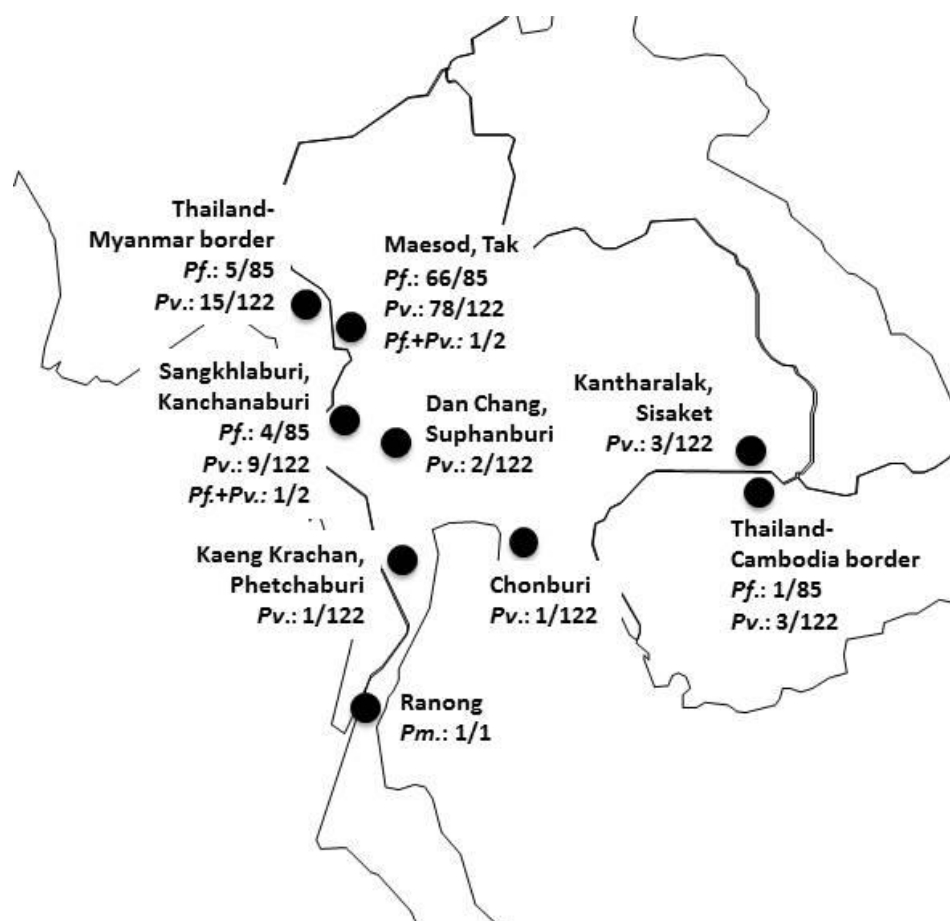 Thailand-
Myanmar border
Pf.: 5/85
Pv.: 15/122
Maesod, Tak
Pf.: 66/85
Pv.: 78/122
Pf.+Pv.: 1/2
Sangkhlaburi,
Kanchanaburi
Pf.: 4/85
Pv.: 9/122
Pf.+Pv.: 1/2
Dan Chang,
Suphanburi
Pv.: 2/122
Kantharalak,
Sisaket
Pv.: 3/122
Thailand-
Cambodia border
Pf.: 1/85
Pv.: 3/122
Kaeng Krachan,
Phetchaburi
Pv.: 1/122
Chonburi
Pv.: 1/122
Ranong
Pm.: 1/1